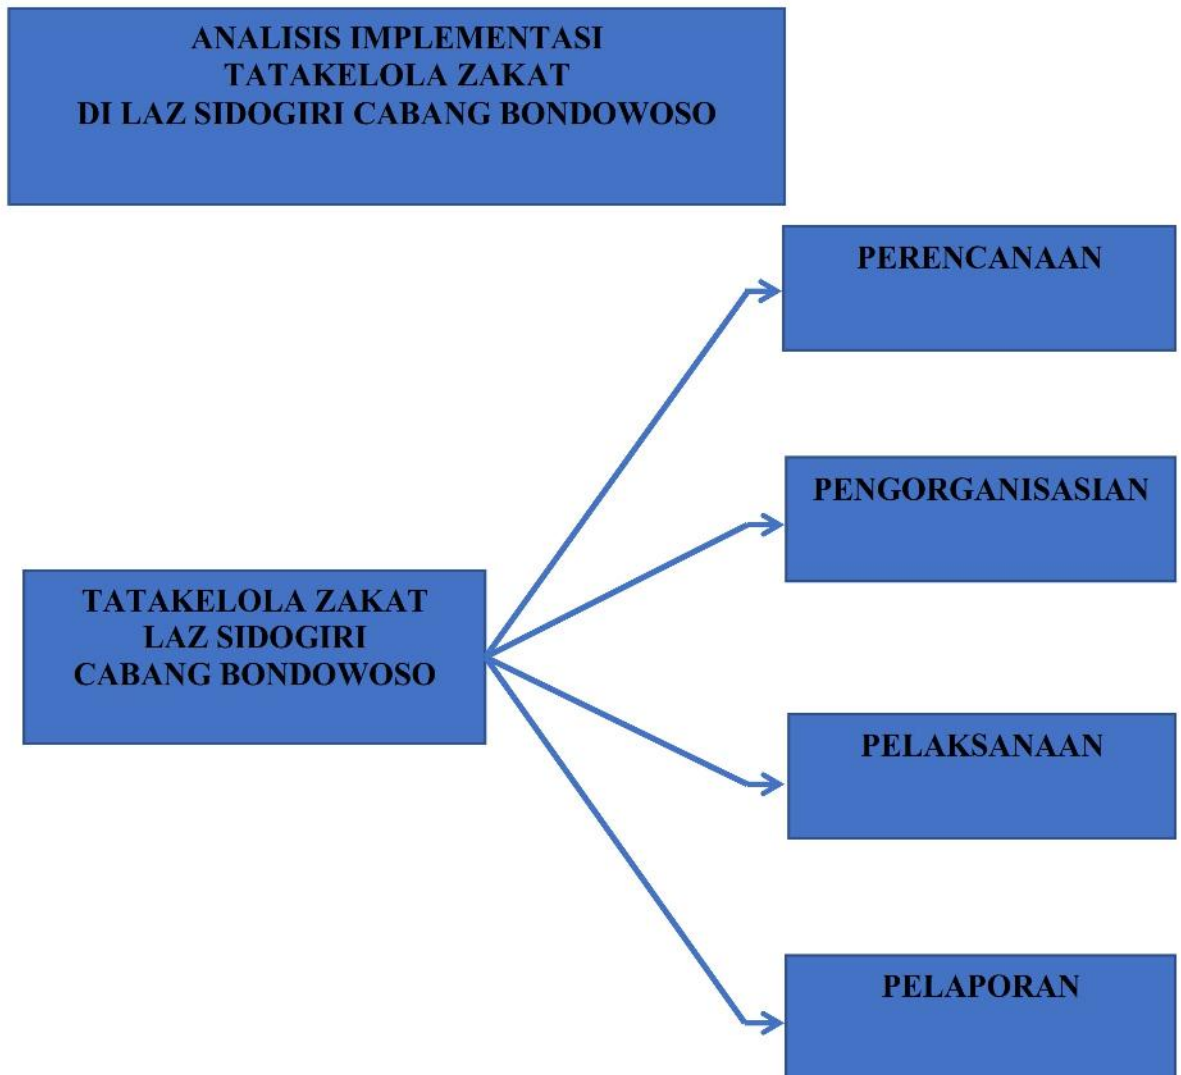 ANALISIS IMPLEMENTASI
TATAKELOLA ZAKAT
DI LAZ SIDOGIRI CABANG BONDOWOSO
PERENCANAAN
PENGORGANISASIAN
TATAKELOLA ZAKAT
LAZ SIDOGIRI
CABANG BONDOWOSO
PELAKSANAAN
PELAPORAN